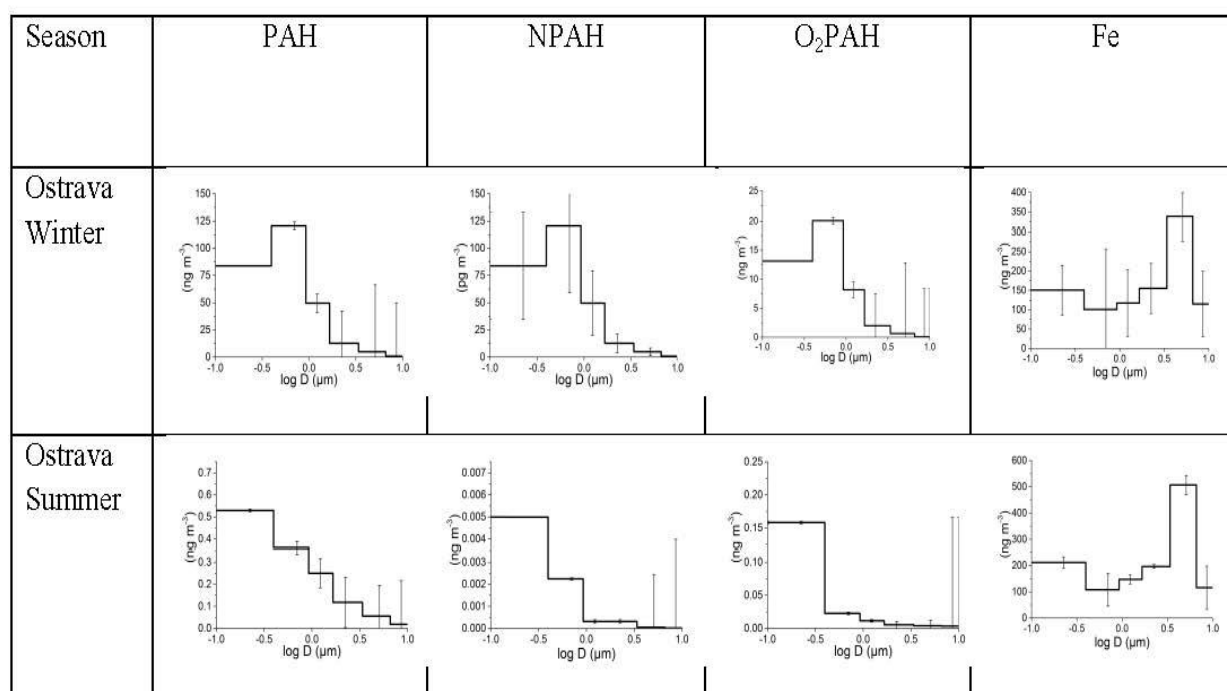 Season PAH NPAH O₂PAH Fe
Ostrava
Winter
150
125
100
75
50
25
0
(ng m⁻³)
-1.0 -0.5 0.0 0.5 1.0
log D (µm)
150
125
100
75
50
25
0
(pg m⁻³)
-1.0 -0.5 0.0 0.5 1.0
log D (µm)
25
20
15
10
5
0
(ng m⁻³)
-1.0 -0.5 0.0 0.5 1.0
log D (µm)
400
350
300
250
200
150
100
50
0
(ng m⁻³)
-1.0 -0.5 0.0 0.5 1.0
log D (µm)
Ostrava
Summer
0.7
0.6
0.5
0.4
0.3
0.2
0.1
0.0
(ng m⁻³)
-1.0 -0.5 0.0 0.5 1.0
log D (µm)
0.007
0.006
0.005
0.004
0.003
0.002
0.001
0.000
(ng m⁻³)
-1.0 -0.5 0.0 0.5 1.0
log D (µm)
0.25
0.20
0.15
0.10
0.05
0.00
(ng m⁻³)
-1.0 -0.5 0.0 0.5 1.0
log D (µm)
600
500
400
300
200
100
0
(ng m⁻³)
-1.0 -0.5 0.0 0.5 1.0
log D (µm)